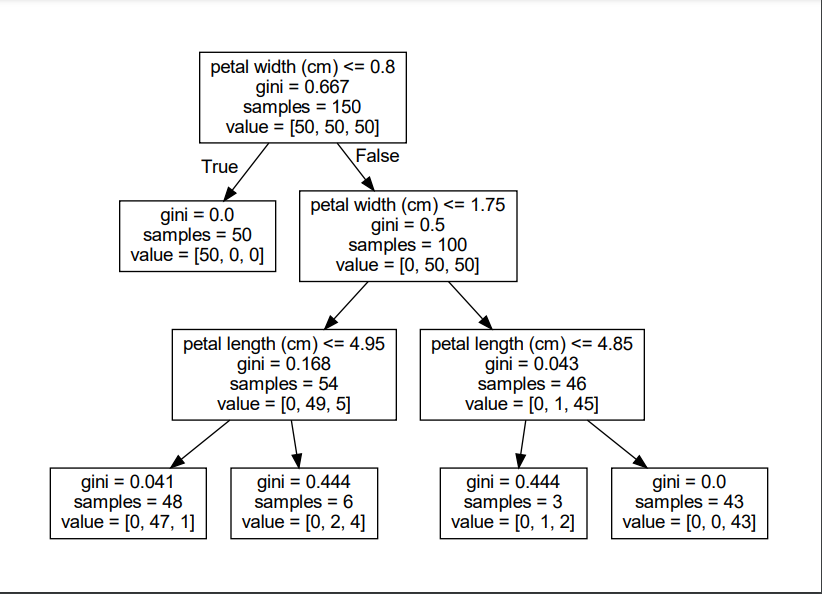 petal width (cm) <= 0.8
gini = 0.667
samples = 150
value = [50, 50, 50]
True
False
gini = 0.0
samples = 50
value = [50, 0, 0]
petal width (cm) <= 1.75
gini = 0.5
samples = 100
value = [0, 50, 50]
petal length (cm) <= 4.95
gini = 0.168
samples = 54
value = [0, 49, 5]
petal length (cm) <= 4.85
gini = 0.043
samples = 46
value = [0, 1, 45]
gini = 0.041
samples = 48
value = [0, 47, 1]
gini = 0.444
samples = 6
value = [0, 2, 4]
gini = 0.444
samples = 3
value = [0, 1, 2]
gini = 0.0
samples = 43
value = [0, 0, 43]